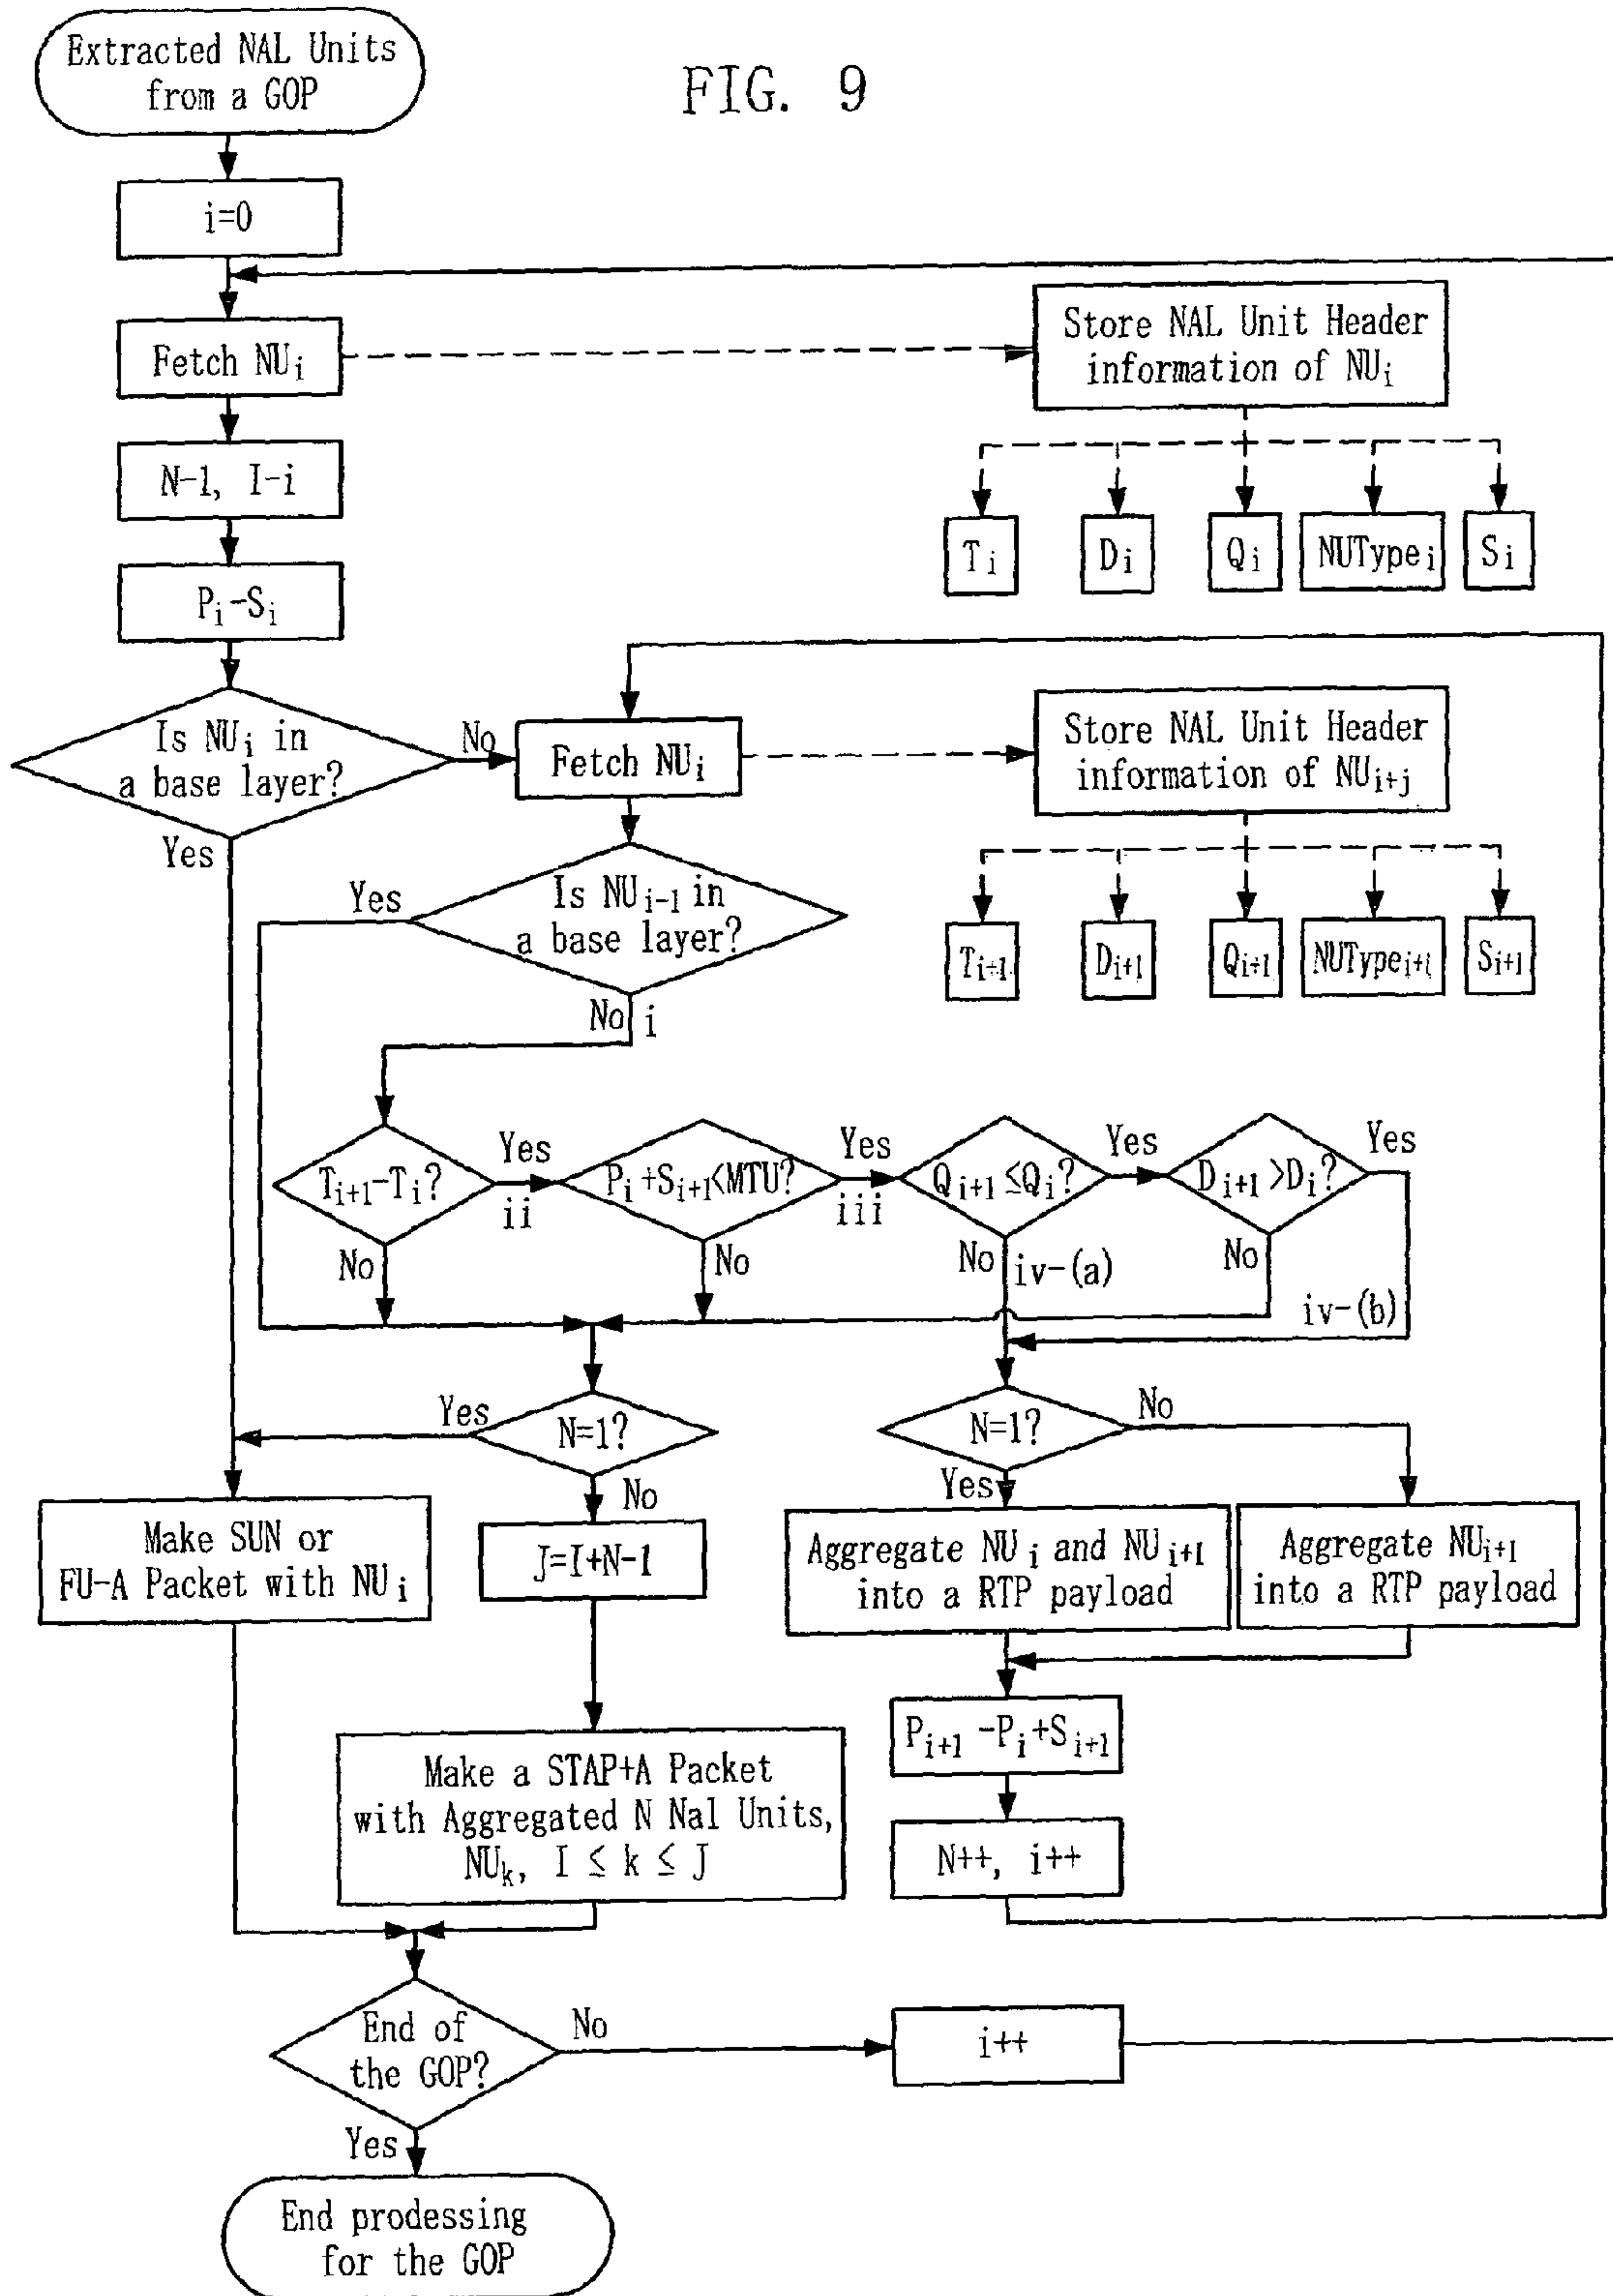 Extracted NAL Units
from a GOP
FIG. 9
i=0
Fetch NUi
Store NAL Unit Header
information of NUi
N-1, I-i
Ti
Di
Qi
NUTypei
Si
Pi-Si
Is NUi in
a base layer?
No
Yes
Fetch NUi
Store NAL Unit Header
information of NUi+j
Is NUi-1 in
a base layer?
Yes
No
i
Ti+1
Di+1
Qi+1
NUTypei+1
Si+1
Ti+1-Ti?
Yes
ii
No
Pi+Si+1<MTU?
Yes
iii
No
Qi+1≤Qi?
Yes
No
iv-(a)
Di+1>Di?
Yes
No
iv-(b)
N=1?
Yes
No
N=1?
No
Yes
Make SUN or
FU-A Packet with NUi
J=I+N-1
Aggregate NUi and NUi+1
into a RTP payload
Aggregate NUi+1
into a RTP payload
Pi+1-Pi+Si+1
Make a STAP+A Packet
with Aggregated N Nal Units,
NUk, I ≤ k ≤ J
N++, i++
End of
the GOP?
No
Yes
i++
End prodessing
for the GOP